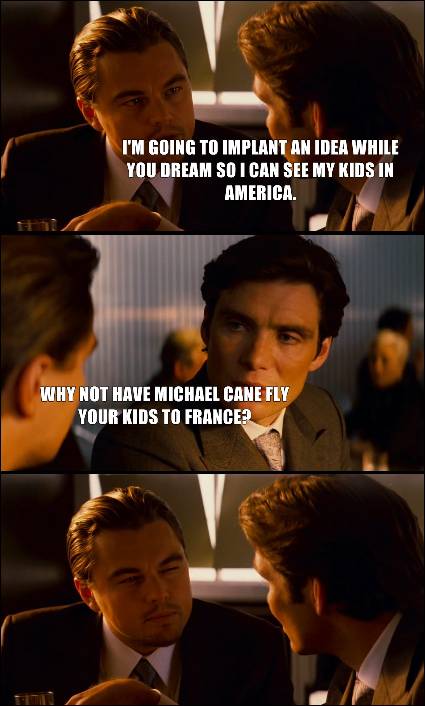 I'M GOING TO IMPLANT AN IDEA WHILE
YOU DREAM SO I CAN SEE MY KIDS IN
AMERICA.
WHY NOT HAVE MICHAEL CANE FLY
YOUR KIDS TO FRANCE?